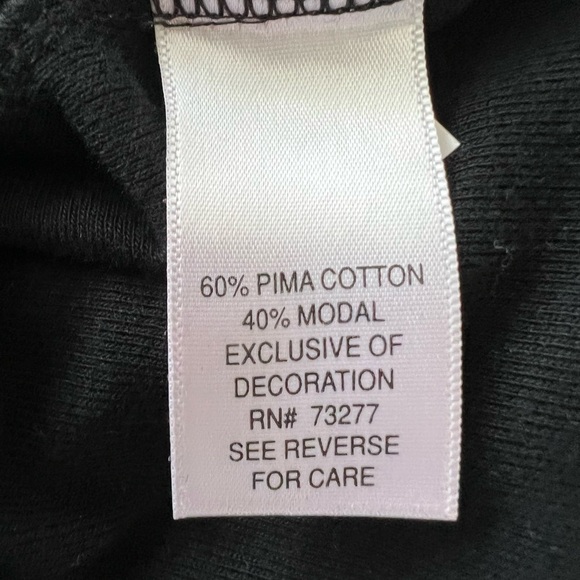 60% PIMA COTTON
40% MODAL
EXCLUSIVE OF
DECORATION
RN# 73277
SEE REVERSE
FOR CARE